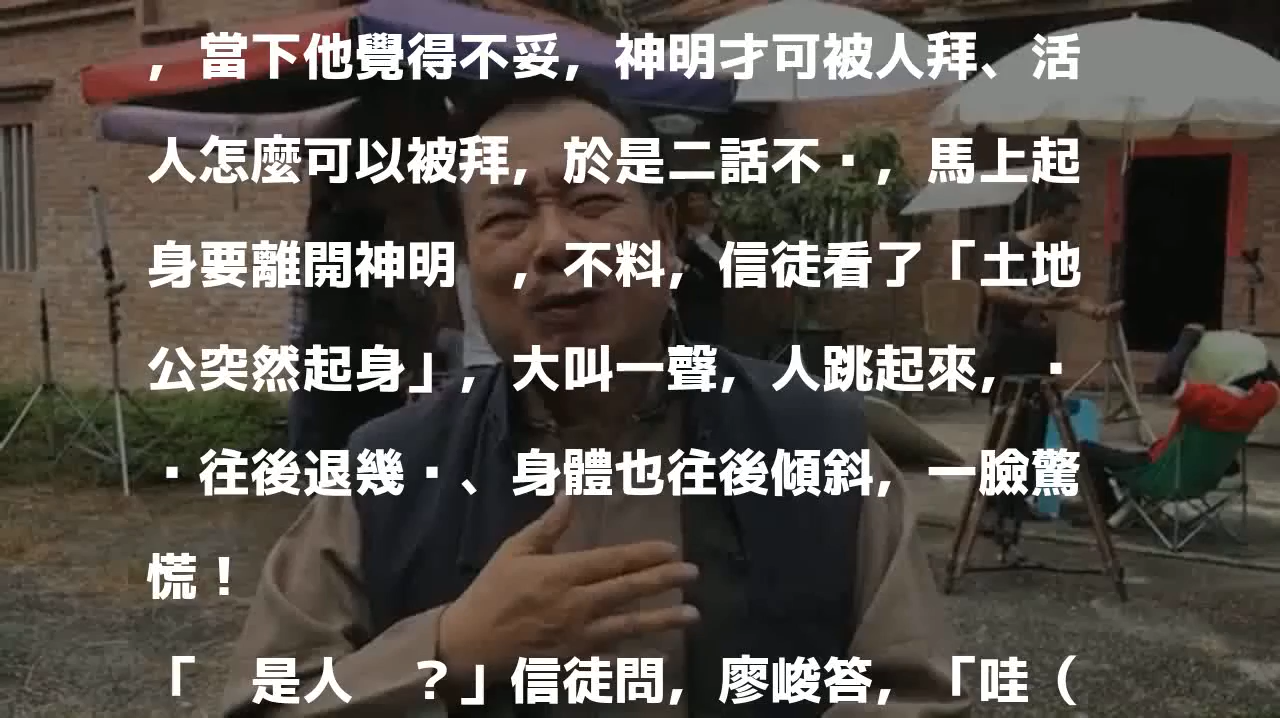 ，當下他覺得不妥，神明才可被人拜、活
人怎麼可以被拜，於是二話不·，馬上起
身要離開神明　，不料，信徒看了「土地
公突然起身」，大叫一聲，人跳起來，·
·往後退幾·、身體也往後傾斜，一臉驚
慌！
「　是人　？」信徒問，廖峻答，「哇（